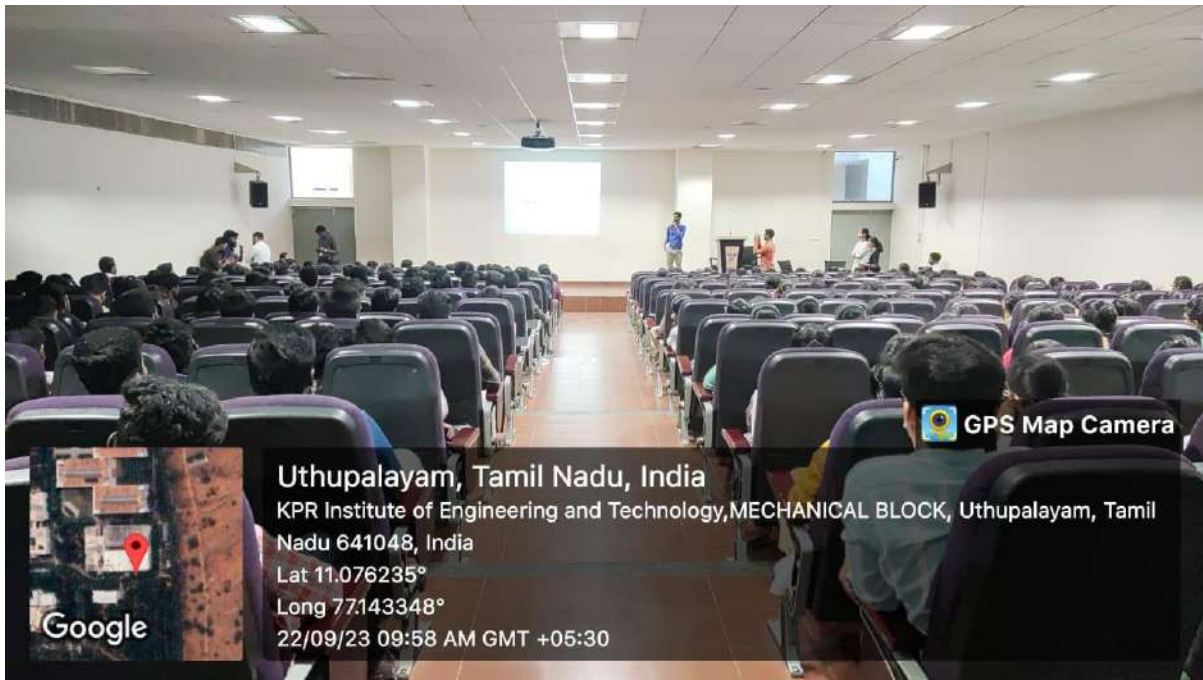 GPS Map Camera
Uthupalayam, Tamil Nadu, India
KPR Institute of Engineering and Technology,MECHANICAL BLOCK, Uthupalayam, Tamil
Nadu 641048, India
Lat 11.076235°
Long 77.143348°
22/09/23 09:58 AM GMT +05:30
Google